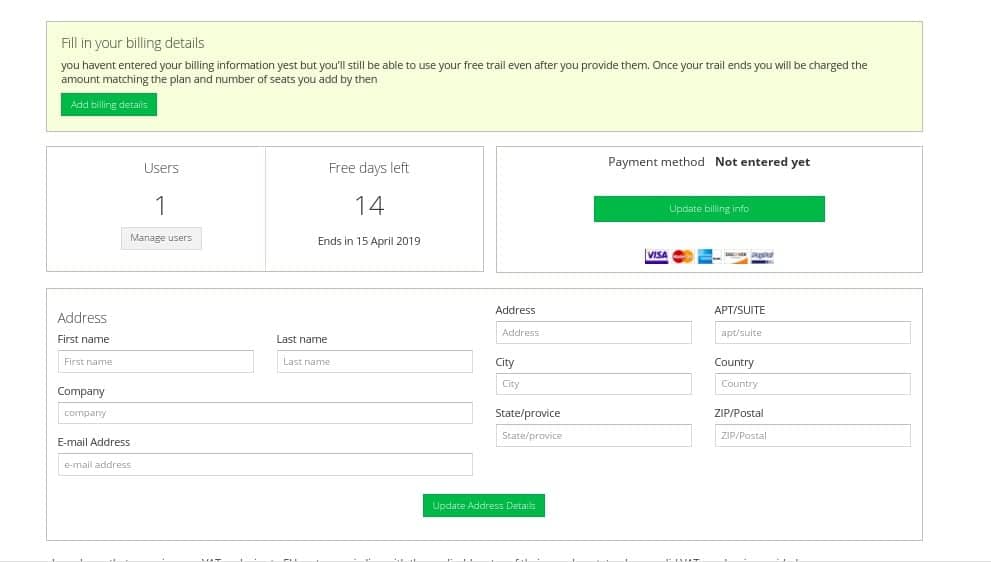 Fill in your billing details
you havent entered your billing information yest but you'll still be able to use your free trail even after you provide them. Once your trail ends you will be charged the
amount matching the plan and number of seats you add by then
Add billing details
Users
Free days left
1
14
Manage users
Ends in 15 April 2019
Payment method Not entered yet
Update billing info
VISA
PayPal
Address
First name
Last name
First name
Last name
Company
company
E-mail Address
e-mail address
Address
APT/SUITE
Address
apt/suite
City
Country
City
Country
State/provice
ZIP/Postal
State/provice
ZIP/Postal
Update Address Details